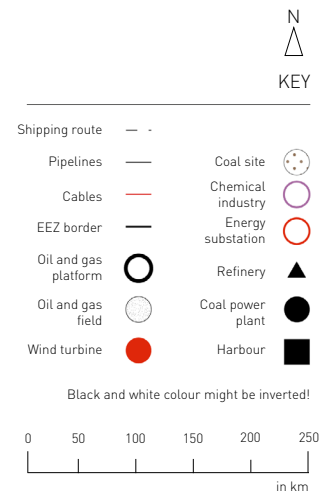 N
KEY
Shipping route
Pipelines
Cables
EEZ border
Oil and gas
platform
Oil and gas
field
Wind turbine
Coal site
Chemical
industry
Energy
substation
Refinery
Coal power
plant
Harbour
Black and white colour might be inverted!
0 50 100 150 200 250
in km